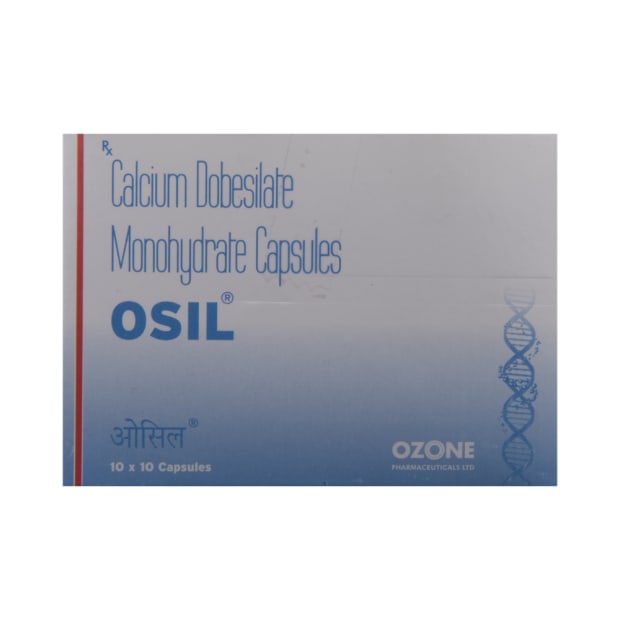 Rx
Calcium Dobesilate
Monohydrate Capsules
OSIL®
ओसिल®
10 x 10 Capsules
OZONE
PHARMACEUTICALS LTD